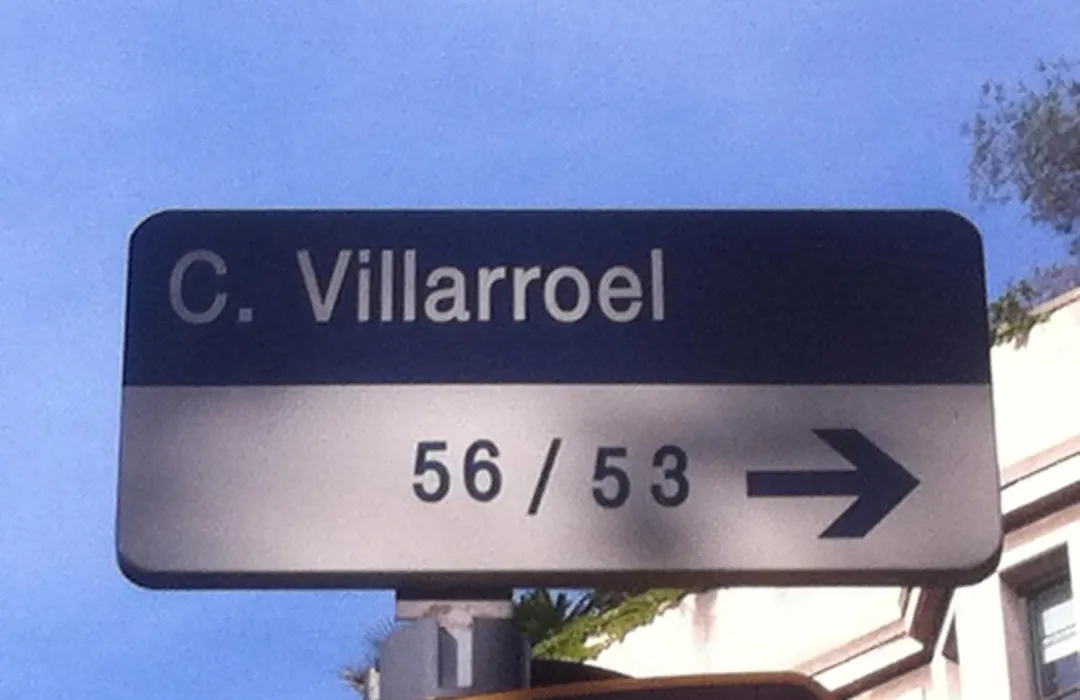 C. Villarroel
56 / 53 →